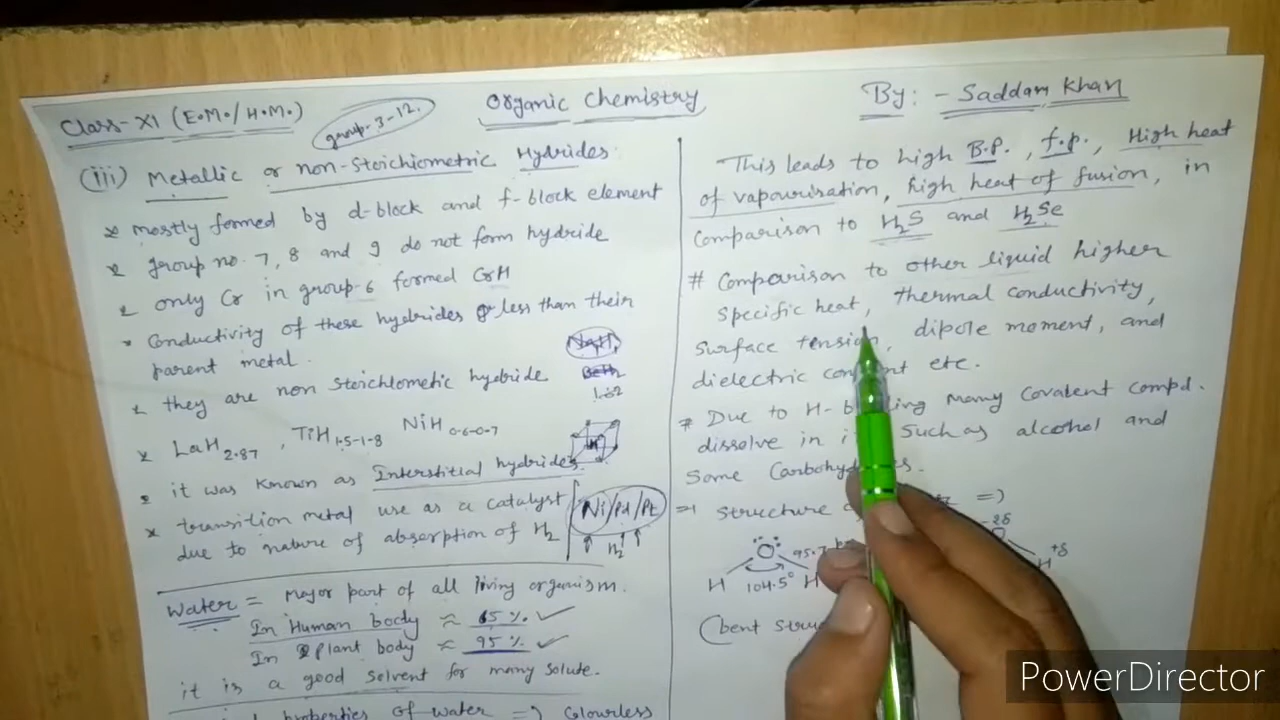 Class-XI (E.M./H.M.)
group-3-12.
Organic Chemistry
By: - Saddam Khan
(iii) Metallic or non-Stoichiometric Hydrides
* mostly formed by d-block and f-block element
* group no. 7, 8 and 9 do not form hydride
* only Cr in group-6 formed CrH
* Conductivity of these hybrides less than their
parent metal.
* they are non stoichlometic hybride
* LaH2.87, TiH1.5-1-8 NiH0.6-0.7
* it was known as Interstitial hybrides
* transition metal use as a catalyst
due to nature of absorption of H2
Ni/Pd/Pt
H2
Water = Major part of all living organism.
In Human body ≈ 65%. ✓
In Plant body ≈ 95%. ✓
it is a good solvent for many solute.
properties of water =) Colourless
This leads to high B.P., f.p., High heat
of vapourisation, high heat of fusion, in
Comparison to H2S and H2Se
# Comparison to other liquid higher
Specific heat, thermal conductivity,
Surface tension, dipole moment, and
dielectric etc.
# Due to H- many Covalent compd.
dissolve in Such as alcohol and
Some
=) Structure =)
-2δ
O 95.7
H 104.5° H
H+δ
(bent
PowerDirector